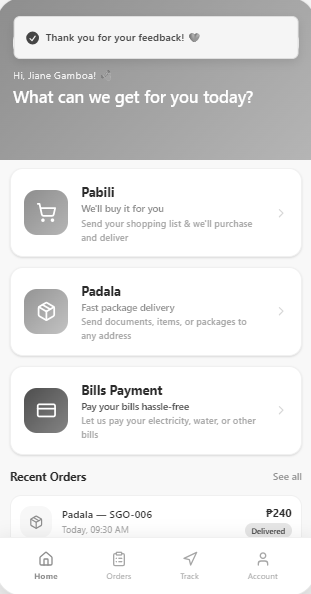 Thank you for your feedback! 🩶
Hi, Jiane Gamboa!
What can we get for you today?
Pabili
We'll buy it for you
Send your shopping list & we'll purchase
and deliver
Padala
Fast package delivery
Send documents, items, or packages to
any address
Bills Payment
Pay your bills hassle-free
Let us pay your electricity, water, or other
bills
Recent Orders
See all
Padala — SGO-006
₱240
Today, 09:30 AM
Delivered
Home
Orders
Track
Account